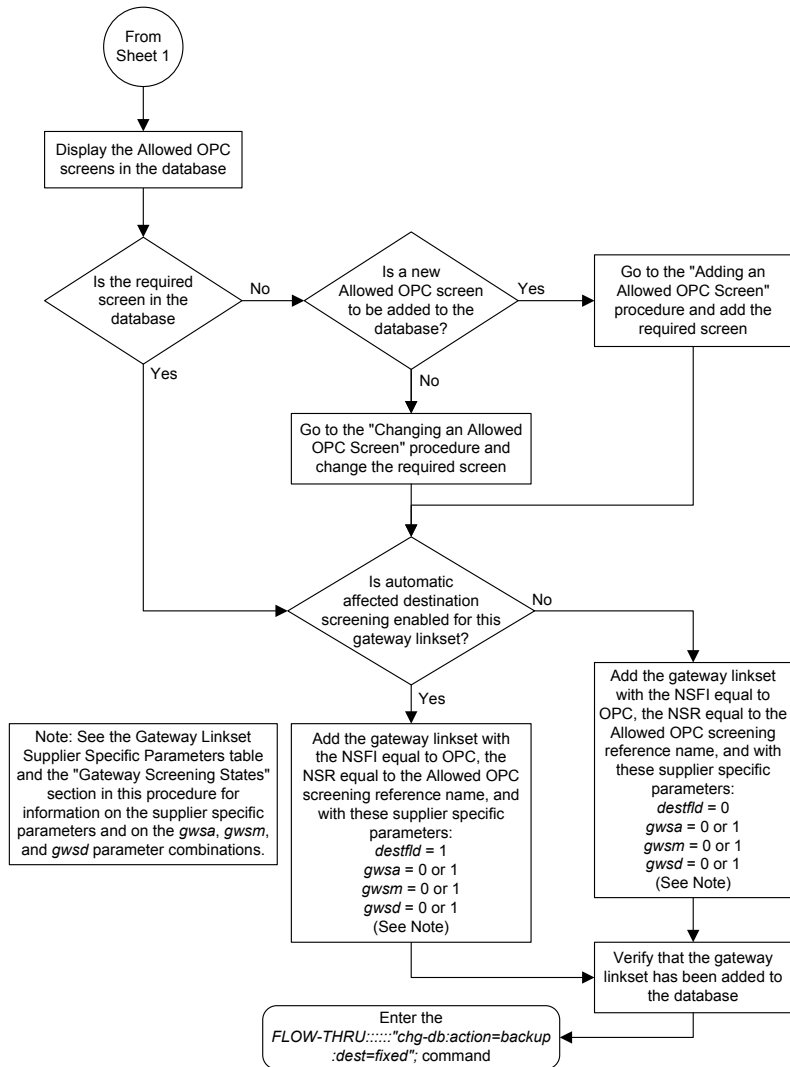 From
Sheet 1
Display the Allowed OPC
screens in the database
Is the required
screen in the
database
No
Yes
Is a new
Allowed OPC screen
to be added to the
database?
Yes
No
Go to the "Adding an
Allowed OPC Screen"
procedure and add the
required screen
Go to the "Changing an Allowed
OPC Screen" procedure and
change the required screen
Is automatic
affected destination
screening enabled for this
gateway linkset?
No
Yes
Note: See the Gateway Linkset
Supplier Specific Parameters table
and the "Gateway Screening States"
section in this procedure for
information on the supplier specific
parameters and on the gwsa, gwsm,
and gwsd parameter combinations.
Add the gateway linkset with
the NSFI equal to OPC, the
NSR equal to the Allowed OPC
screening reference name, and
with these supplier specific
parameters:
destfld = 1
gwsa = 0 or 1
gwsm = 0 or 1
gwsd = 0 or 1
(See Note)
Add the gateway linkset
with the NSFI equal to
OPC, the NSR equal to the
Allowed OPC screening
reference name, and with
these supplier specific
parameters:
destfld = 0
gwsa = 0 or 1
gwsm = 0 or 1
gwsd = 0 or 1
(See Note)
Verify that the gateway
linkset has been added to
the database
Enter the
FLOW-THRU::::::"chg-db:action=backup
:dest=fixed"; command